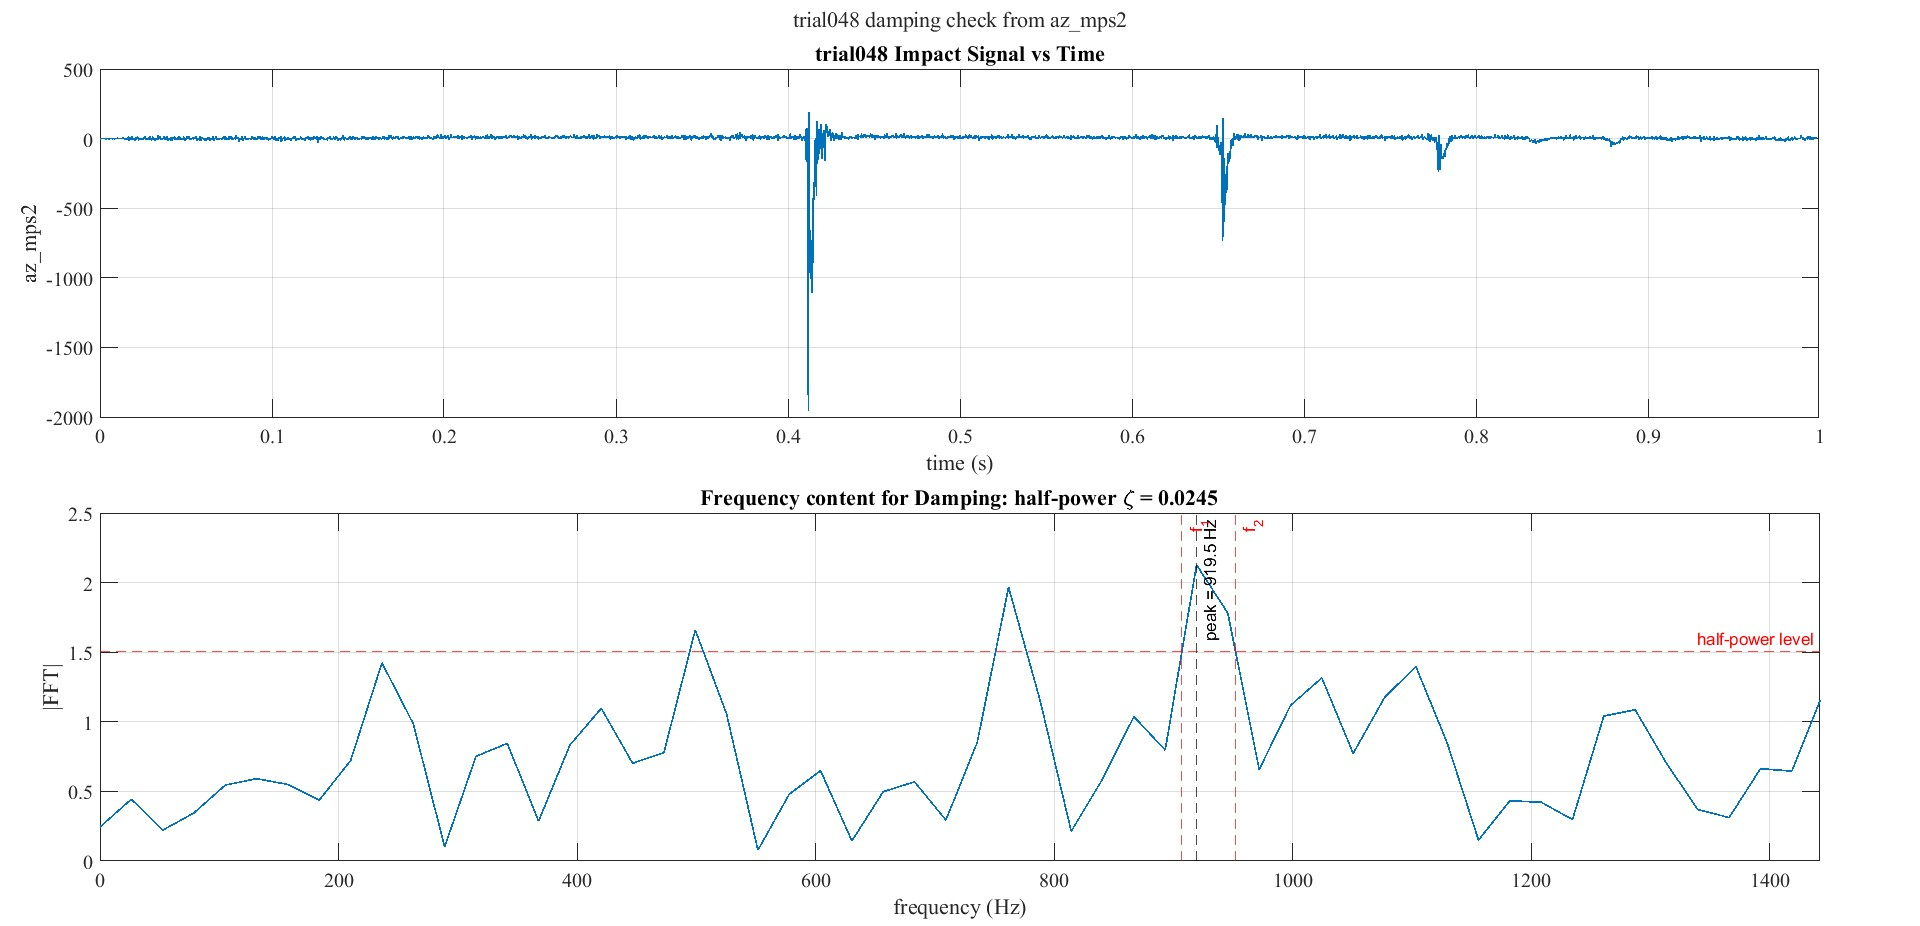 trial048 damping check from az_mps2
trial048 Impact Signal vs Time
500
0
-500
-1000
-1500
-2000
az_mps2
0 0.1 0.2 0.3 0.4 0.5 0.6 0.7 0.8 0.9 1
time (s)
Frequency content for Damping: half-power ζ = 0.0245
2.5
2
1.5
1
0.5
0
|FFT|
f1
peak = 919.5 Hz
f2
half-power level
0 200 400 600 800 1000 1200 1400
frequency (Hz)